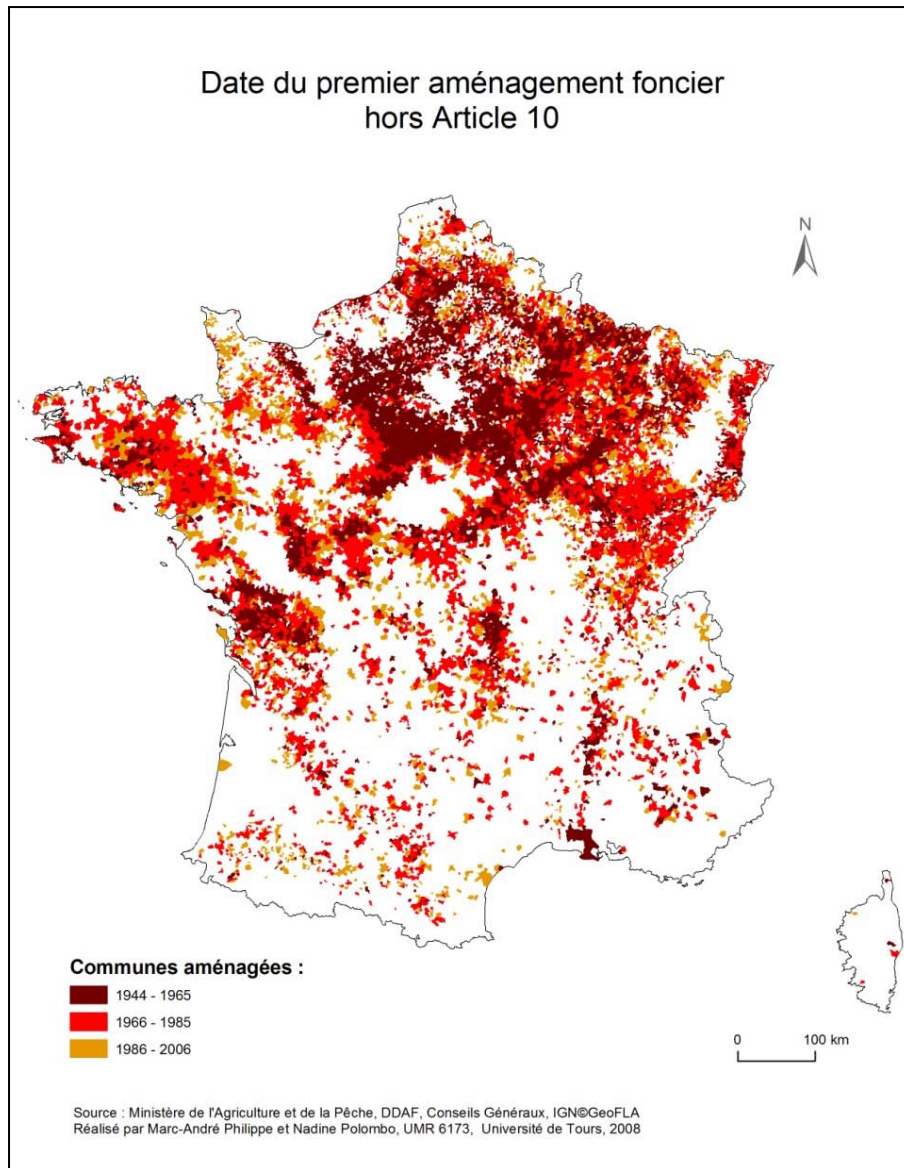 Date du premier aménagement foncier
hors Article 10
N
Communes aménagées :
1944 - 1965
1966 - 1985
1986 - 2006
0 100 km
Source : Ministère de l'Agriculture et de la Pêche, DDAF, Conseils Généraux, IGN©GeoFLA
Réalisé par Marc-André Philippe et Nadine Polombo, UMR 6173, Université de Tours, 2008